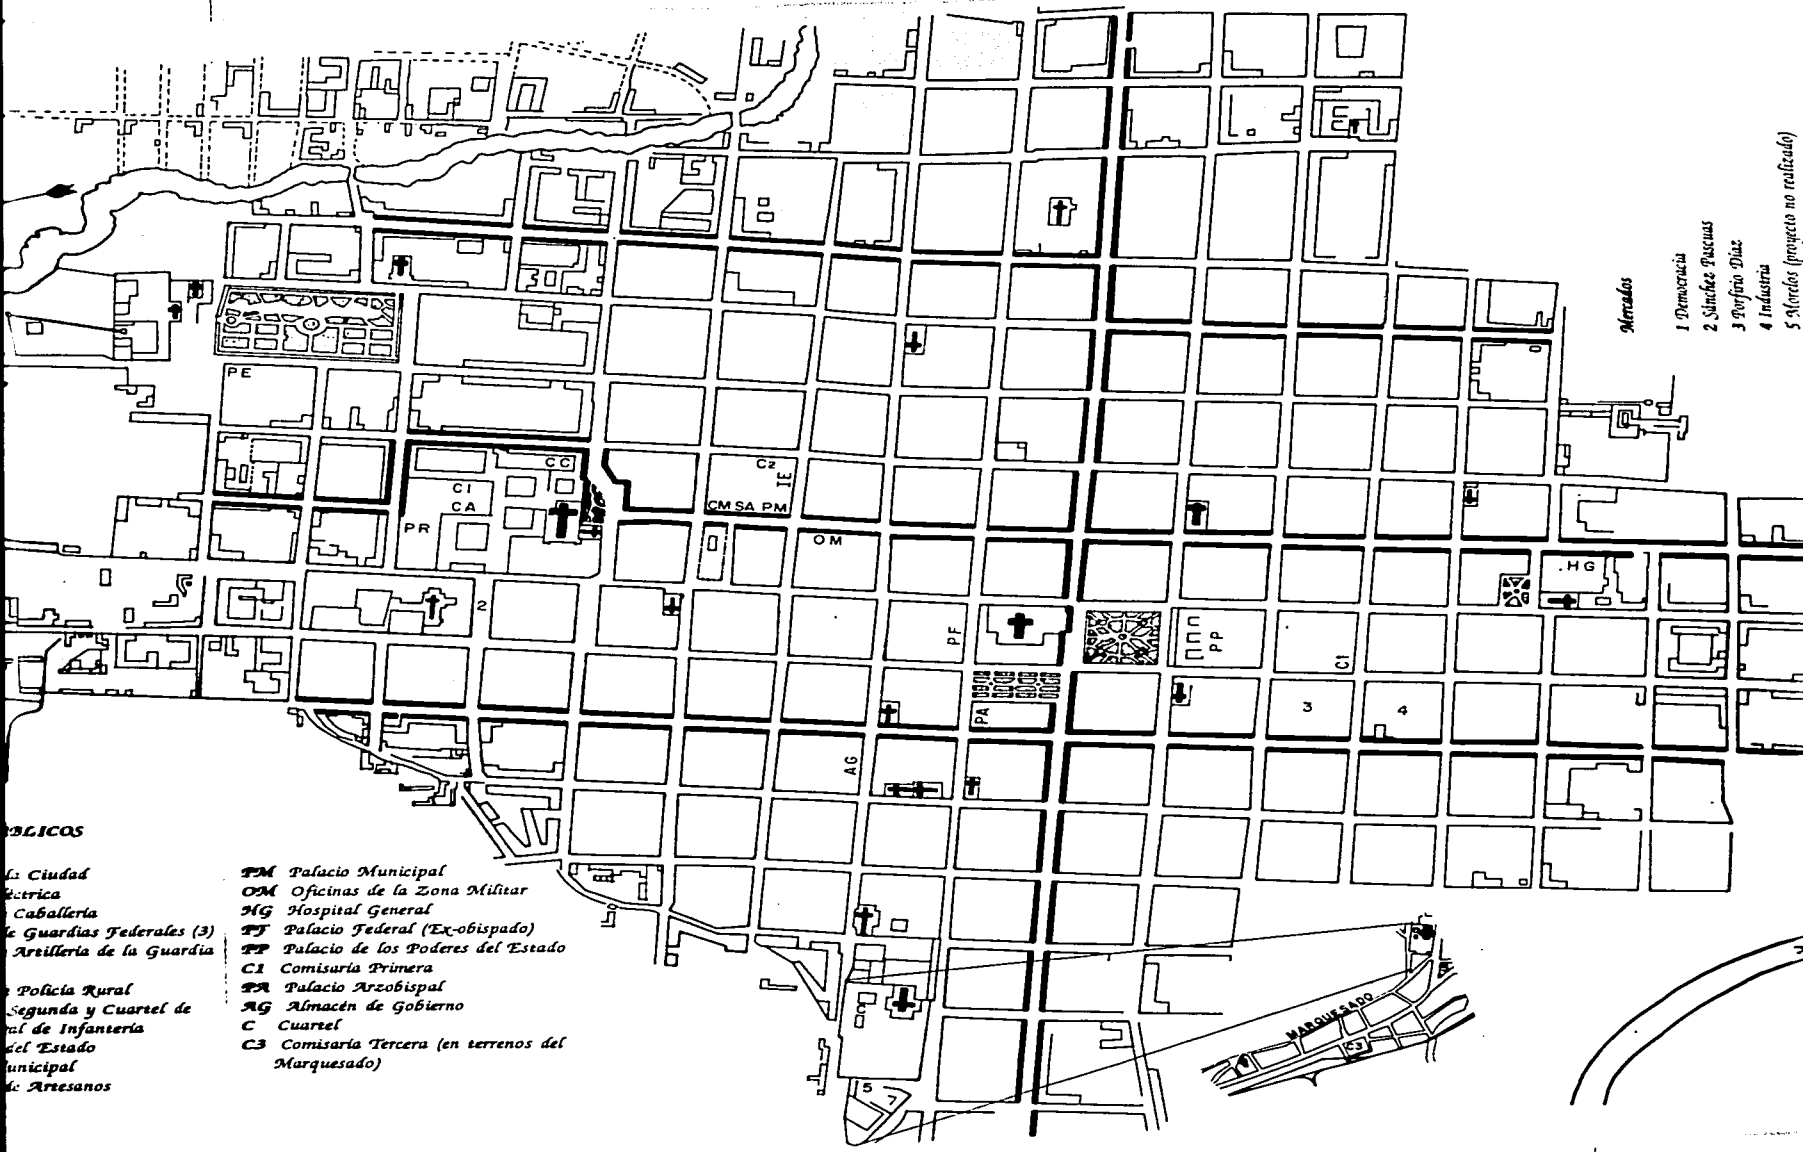 Mercados
1 Democracia
2 Sánchez Pascuas
3 Porfirio Díaz
4 Industria
5 Morelos (proyecto no realizado)
PE
CC
C1
CA
PR
C2
IE
CM SA PM
OM
HG
2
PF
PP
C1
PA
3
4
AG
C
5
MARQUESADO
C3
BLICOS
la Ciudad
éctrica
Caballería
de Guardias Federales (3)
Artillería de la Guardia
Policía Rural
Segunda y Cuartel de
al de Infantería
del Estado
unicipal
de Artesanos
PM Palacio Municipal
OM Oficinas de la Zona Militar
HG Hospital General
PF Palacio Federal (Ex-obispado)
PP Palacio de los Poderes del Estado
C1 Comisaría Primera
PA Palacio Arzobispal
AG Almacén de Gobierno
C Cuartel
C3 Comisaría Tercera (en terrenos del
Marquesado)